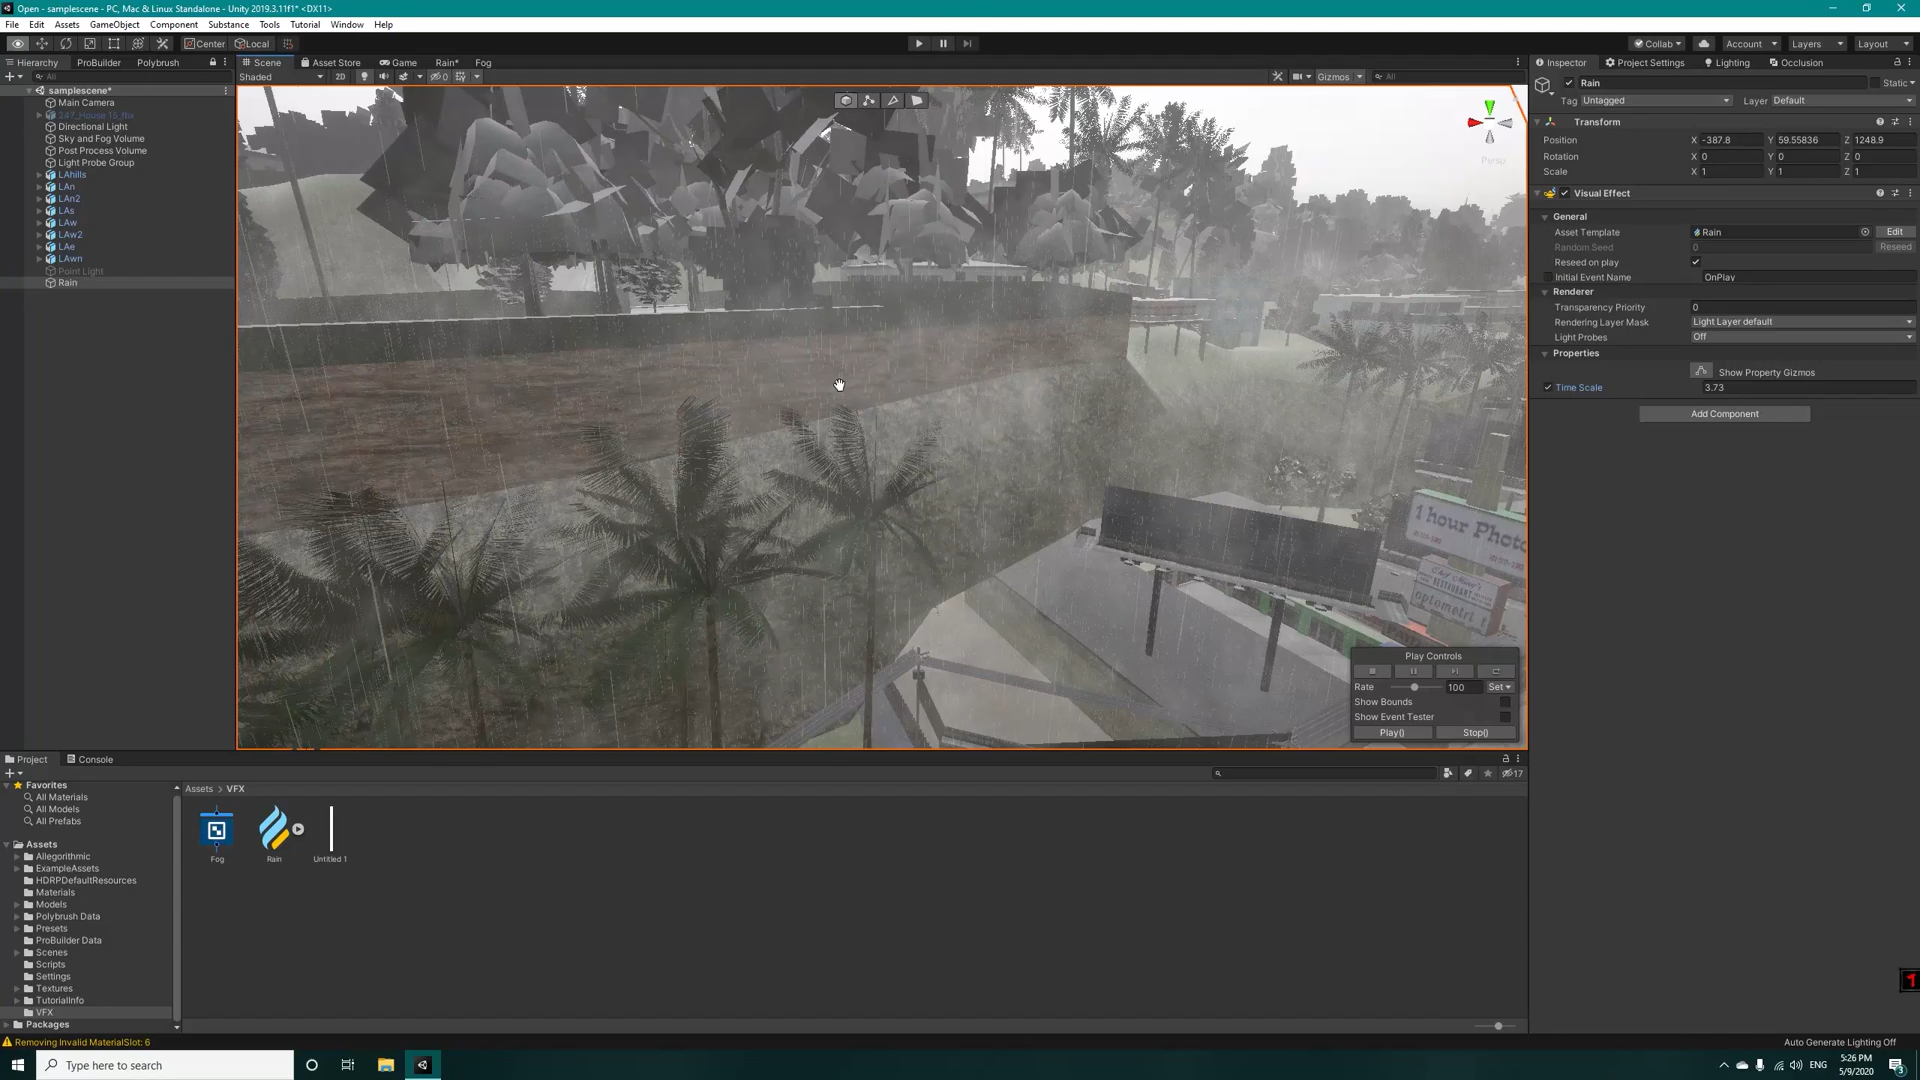 Open - samplescene - PC, Mac & Linux Standalone - Unity 2019.3.11f1* <DX11>
File Edit Assets GameObject Component Substance Tools Tutorial Window Help
Center Local Collab Account Layers Layout
Hierarchy ProBuilder Polybrush
All
samplescene*
Main Camera
247_House 15_fbx
Directional Light
Sky and Fog Volume
Post Process Volume
Light Probe Group
LAhills
LAn
LAn2
LAs
LAw
LAw2
LAe
LAwn
Point Light
Rain
Scene Asset Store Game Rain* Fog
Shaded 2D 0 Gizmos All
Persp
1 hour Photo
RESTAURANT
optometri
Play Controls
Rate 100 Set
Show Bounds
Show Event Tester
Play() Stop()
Inspector Project Settings Lighting Occlusion
Rain Static
Tag Untagged Layer Default
Transform
Position X -387.8 Y 59.55836 Z 1248.9
Rotation X 0 Y 0 Z 0
Scale X 1 Y 1 Z 1
Visual Effect
General
Asset Template Rain Edit
Random Seed 0 Reseed
Reseed on play
Initial Event Name OnPlay
Renderer
Transparency Priority 0
Rendering Layer Mask Light Layer default
Light Probes Off
Properties
Show Property Gizmos
Time Scale 3.73
Add Component
Project Console
17
Favorites
All Materials
All Models
All Prefabs
Assets
Allegorithmic
ExampleAssets
HDRPDefaultResources
Materials
Models
Polybrush Data
Presets
ProBuilder Data
Scenes
Scripts
Settings
Textures
TutorialInfo
VFX
Packages
Assets > VFX
Fog Rain Untitled 1
1
Removing Invalid MaterialSlot: 6
Auto Generate Lighting Off
Type here to search
ENG
5:26 PM
5/9/2020
3